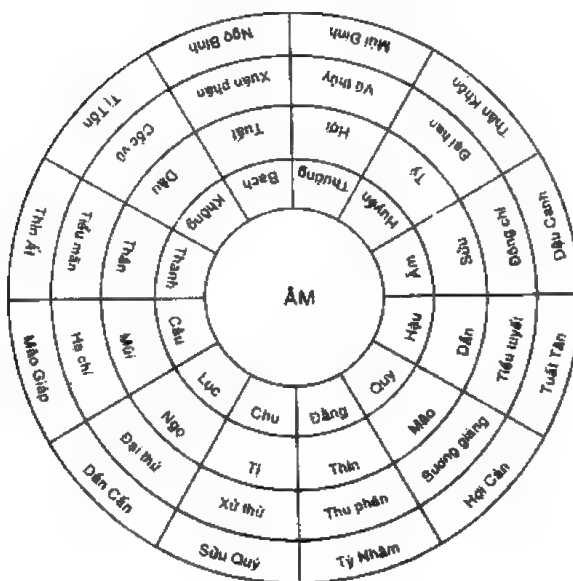 Ngọ Bính
Mùi Đinh
Thân Khôn
Dậu Canh
Tuất Tân
Hợi Càn
Tý Nhâm
Sửu Quý
Dần Cấn
Mão Giáp
Thìn Ất
Tị Tốn
Xuân phân
Vũ thủy
Đại hàn
Đông chí
Tiểu tuyết
Sương giáng
Thu phân
Xử thử
Đại thử
Hạ chí
Tiểu mãn
Cốc vũ
Tuất
Hợi
Tý
Sửu
Dần
Mão
Thìn
Tị
Ngọ
Mùi
Thân
Dậu
Bạch
Thường
Huyền
Âm
Hậu
Quý
Đằng
Chu
Lục
Câu
Thanh
Không
ÂM